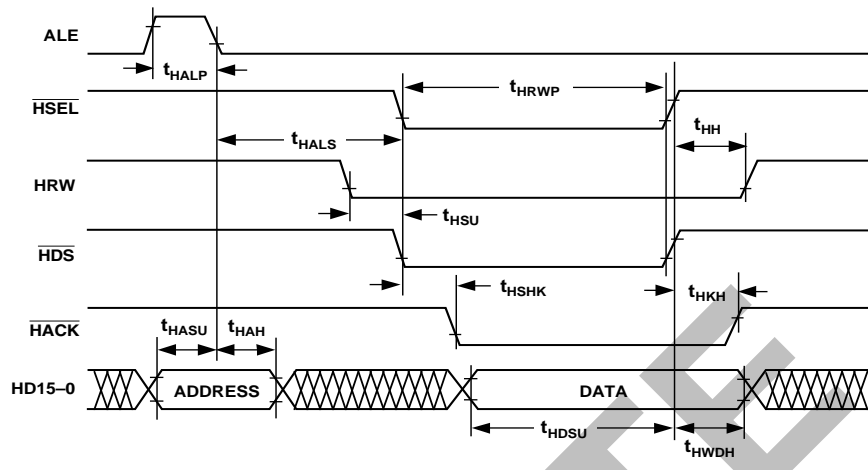 ALE
tHALP
HSEL
tHRWP
tHALS
tHH
HRW
tHSU
HDS
tHSHK
tHKH
HACK
tHASU tHAH
HD15–0 ADDRESS DATA
tHDSU tHWDH